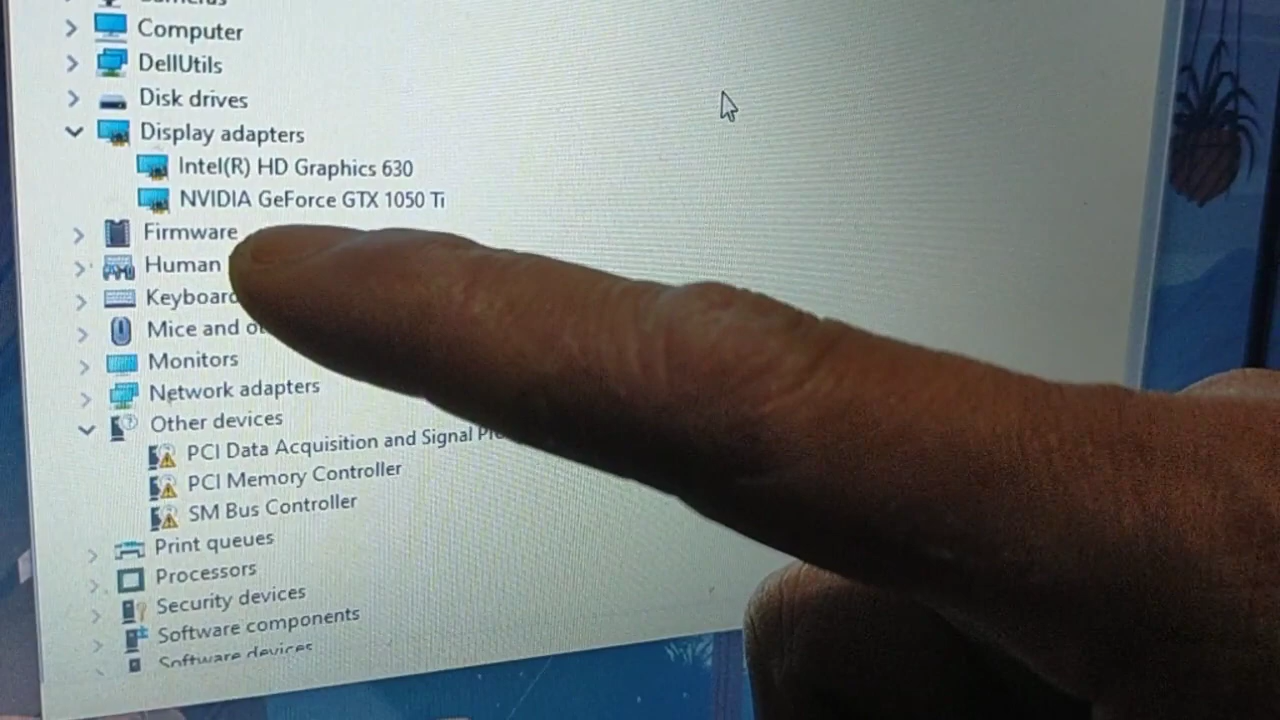 Computer
DellUtils
Disk drives
Display adapters
Intel(R) HD Graphics 630
NVIDIA GeForce GTX 1050 Ti
Firmware
Human
Keyboard
Mice and
Monitors
Network adapters
Other devices
PCI Data Acquisition and Signal
PCI Memory Controller
SM Bus Controller
Print queues
Processors
Security devices
Software components
Software devices